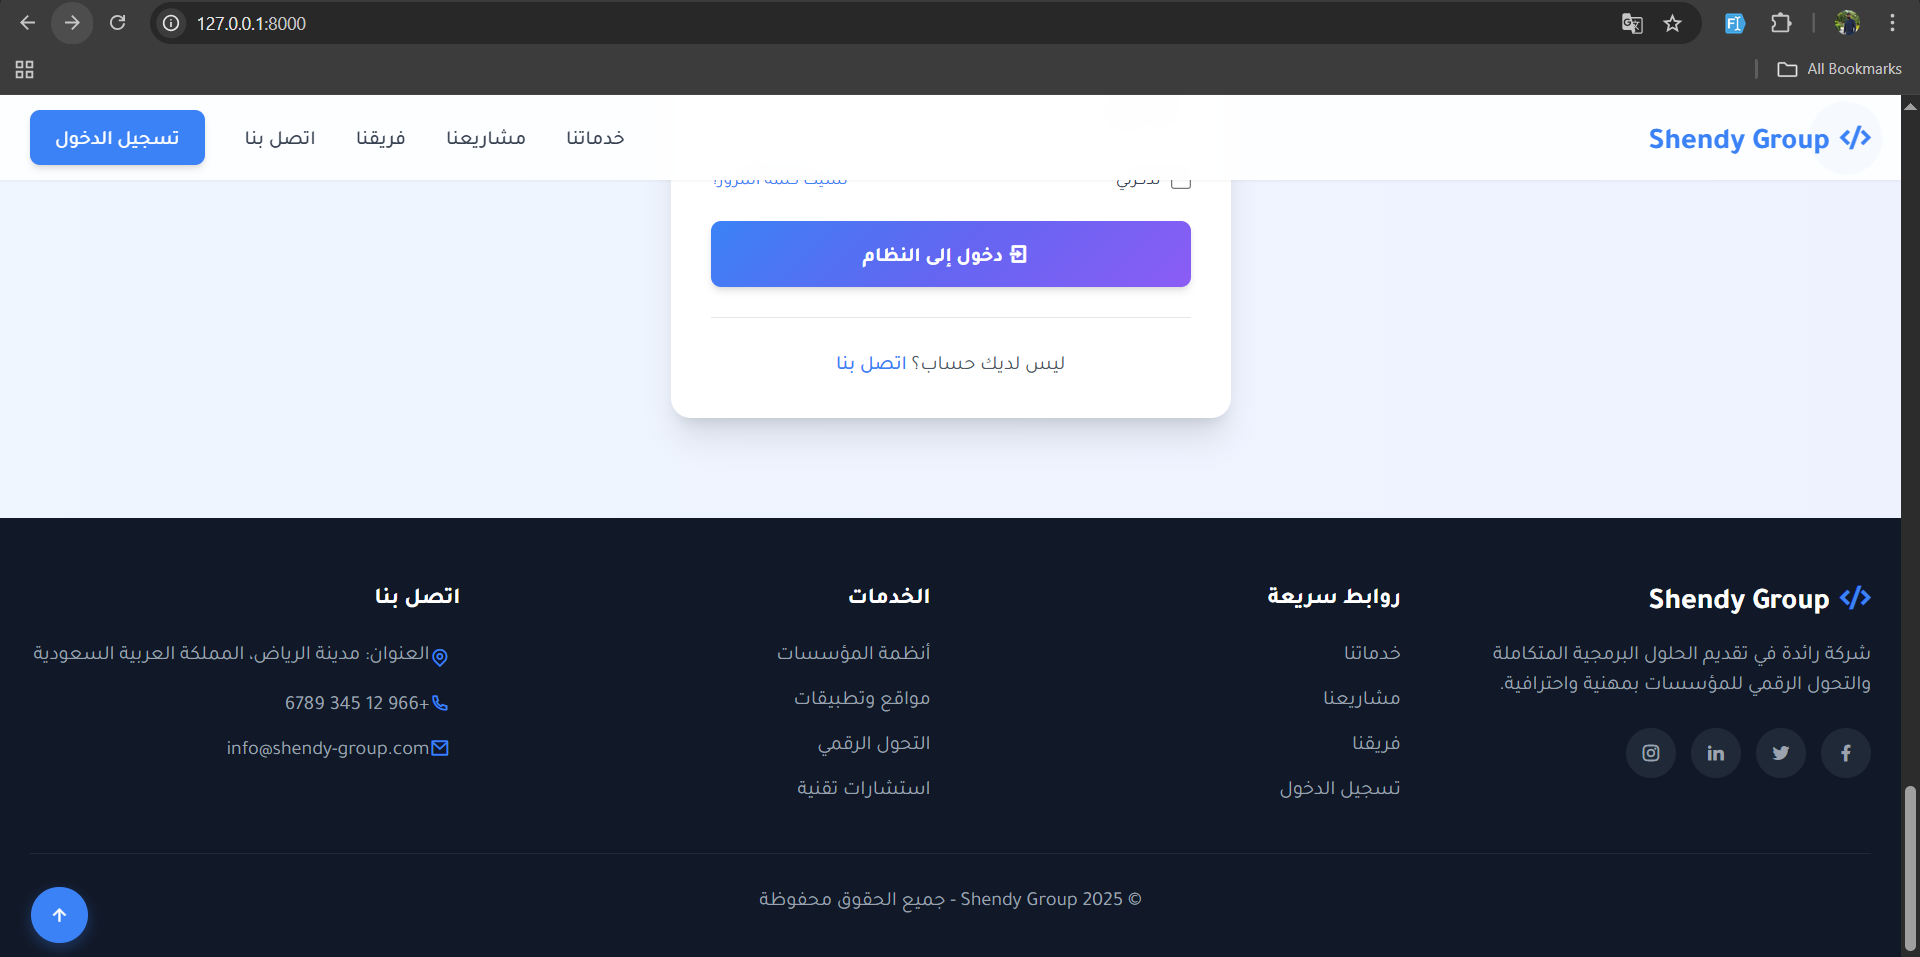 127.0.0.1:8000
All Bookmarks
Shendy Group
خدماتنا
مشاريعنا
فريقنا
اتصل بنا
تسجيل الدخول
تذكرني
نسيت كلمة المرور؟
دخول إلى النظام
ليس لديك حساب؟ اتصل بنا
Shendy Group
شركة رائدة في تقديم الحلول البرمجية المتكاملة
والتحول الرقمي للمؤسسات بمهنية واحترافية.
روابط سريعة
خدماتنا
مشاريعنا
فريقنا
تسجيل الدخول
الخدمات
أنظمة المؤسسات
مواقع وتطبيقات
التحول الرقمي
استشارات تقنية
اتصل بنا
العنوان: مدينة الرياض، المملكة العربية السعودية
6789 345 12 966+
info@shendy-group.com
© 2025 Shendy Group - جميع الحقوق محفوظة